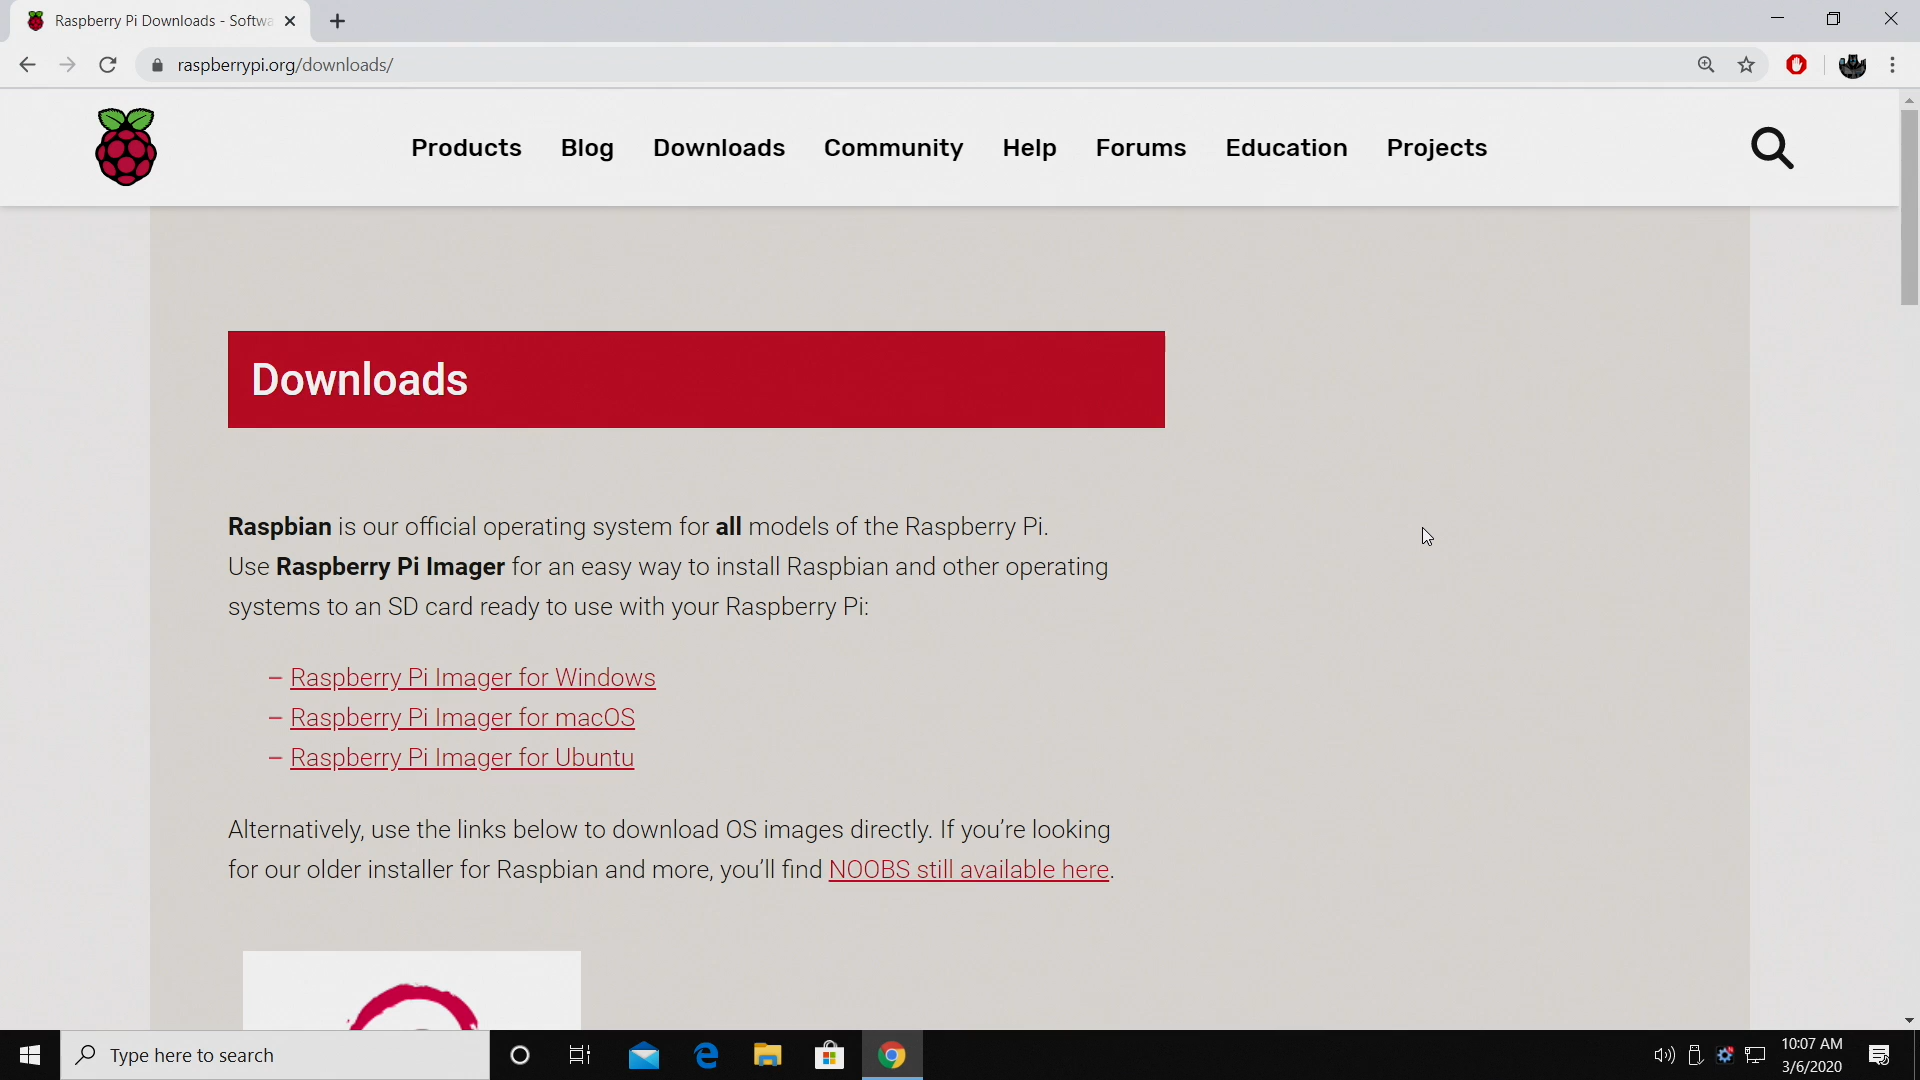 Raspberry Pi Downloads - Softwa
raspberrypi.org/downloads/
Products Blog Downloads Community Help Forums Education Projects
Downloads
Raspbian is our official operating system for all models of the Raspberry Pi.
Use Raspberry Pi Imager for an easy way to install Raspbian and other operating
systems to an SD card ready to use with your Raspberry Pi:
– Raspberry Pi Imager for Windows
– Raspberry Pi Imager for macOS
– Raspberry Pi Imager for Ubuntu
Alternatively, use the links below to download OS images directly. If you’re looking
for our older installer for Raspbian and more, you’ll find NOOBS still available here.
Type here to search
10:07 AM
3/6/2020